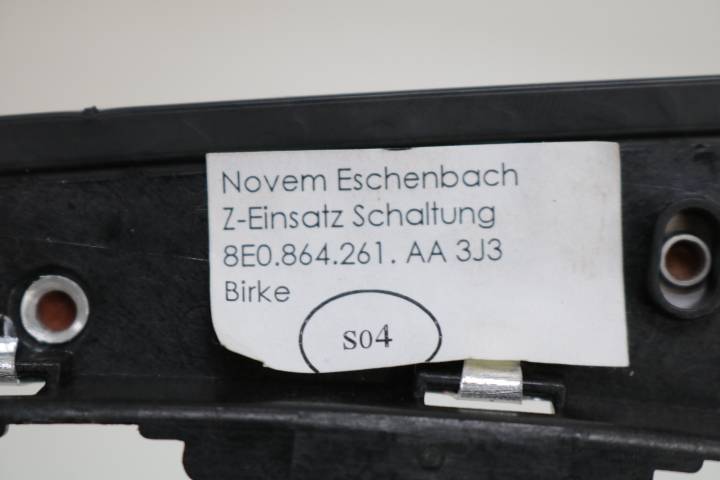 Novem Eschenbach
Z-Einsatz Schaltung
8E0.864.261. AA 3J3
Birke
S04